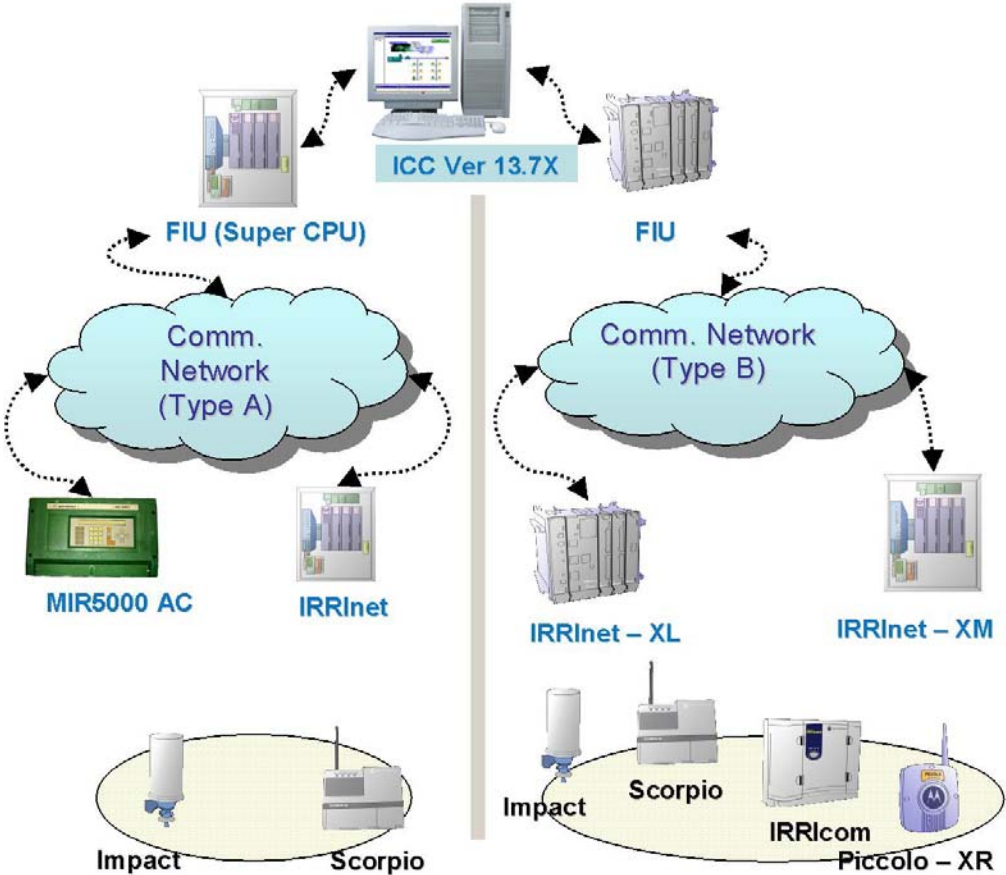 ICC Ver 13.7X
FIU (Super CPU)
FIU
Comm.
Network
(Type A)
Comm. Network
(Type B)
MIR5000 AC
IRRInet
IRRInet – XL
IRRInet – XM
Impact
Scorpio
Impact
Scorpio
IRRIcom
Piccolo – XR